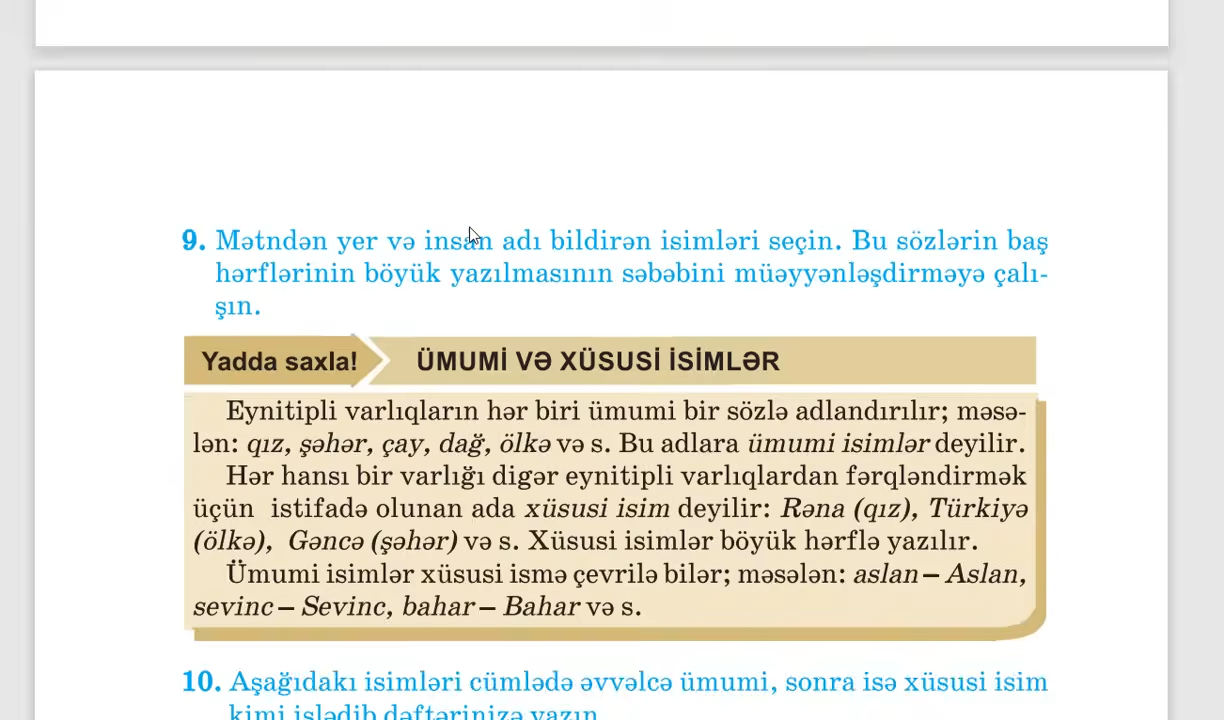 9. Mətndən yer və insan adı bildirən isimləri seçin. Bu sözlərin baş
hərflərinin böyük yazılmasının səbəbini müəyyənləşdirməyə çalı-
şın.
Yadda saxla! ÜMUMİ VƏ XÜSUSİ İSİMLƏR
Eynitipli varlıqların hər biri ümumi bir sözlə adlandırılır; məsə-
lən: qız, şəhər, çay, dağ, ölkə və s. Bu adlara ümumi isimlər deyilir.
Hər hansı bir varlığı digər eynitipli varlıqlardan fərqləndirmək
üçün istifadə olunan ada xüsusi isim deyilir: Rəna (qız), Türkiyə
(ölkə), Gəncə (şəhər) və s. Xüsusi isimlər böyük hərflə yazılır.
Ümumi isimlər xüsusi ismə çevrilə bilər; məsələn: aslan – Aslan,
sevinc – Sevinc, bahar – Bahar və s.
10. Aşağıdakı isimləri cümlədə əvvəlcə ümumi, sonra isə xüsusi isim
kimi işlədib dəftərinizə yazın